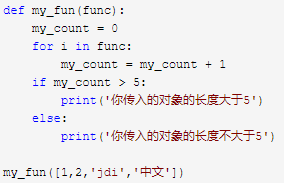 def my_fun(func):
    my_count = 0
    for i in func:
        my_count = my_count + 1
    if my_count > 5:
        print('你传入的对象的长度大于5')
    else:
        print('你传入的对象的长度不大于5')

my_fun([1,2,'jdi','中文'])